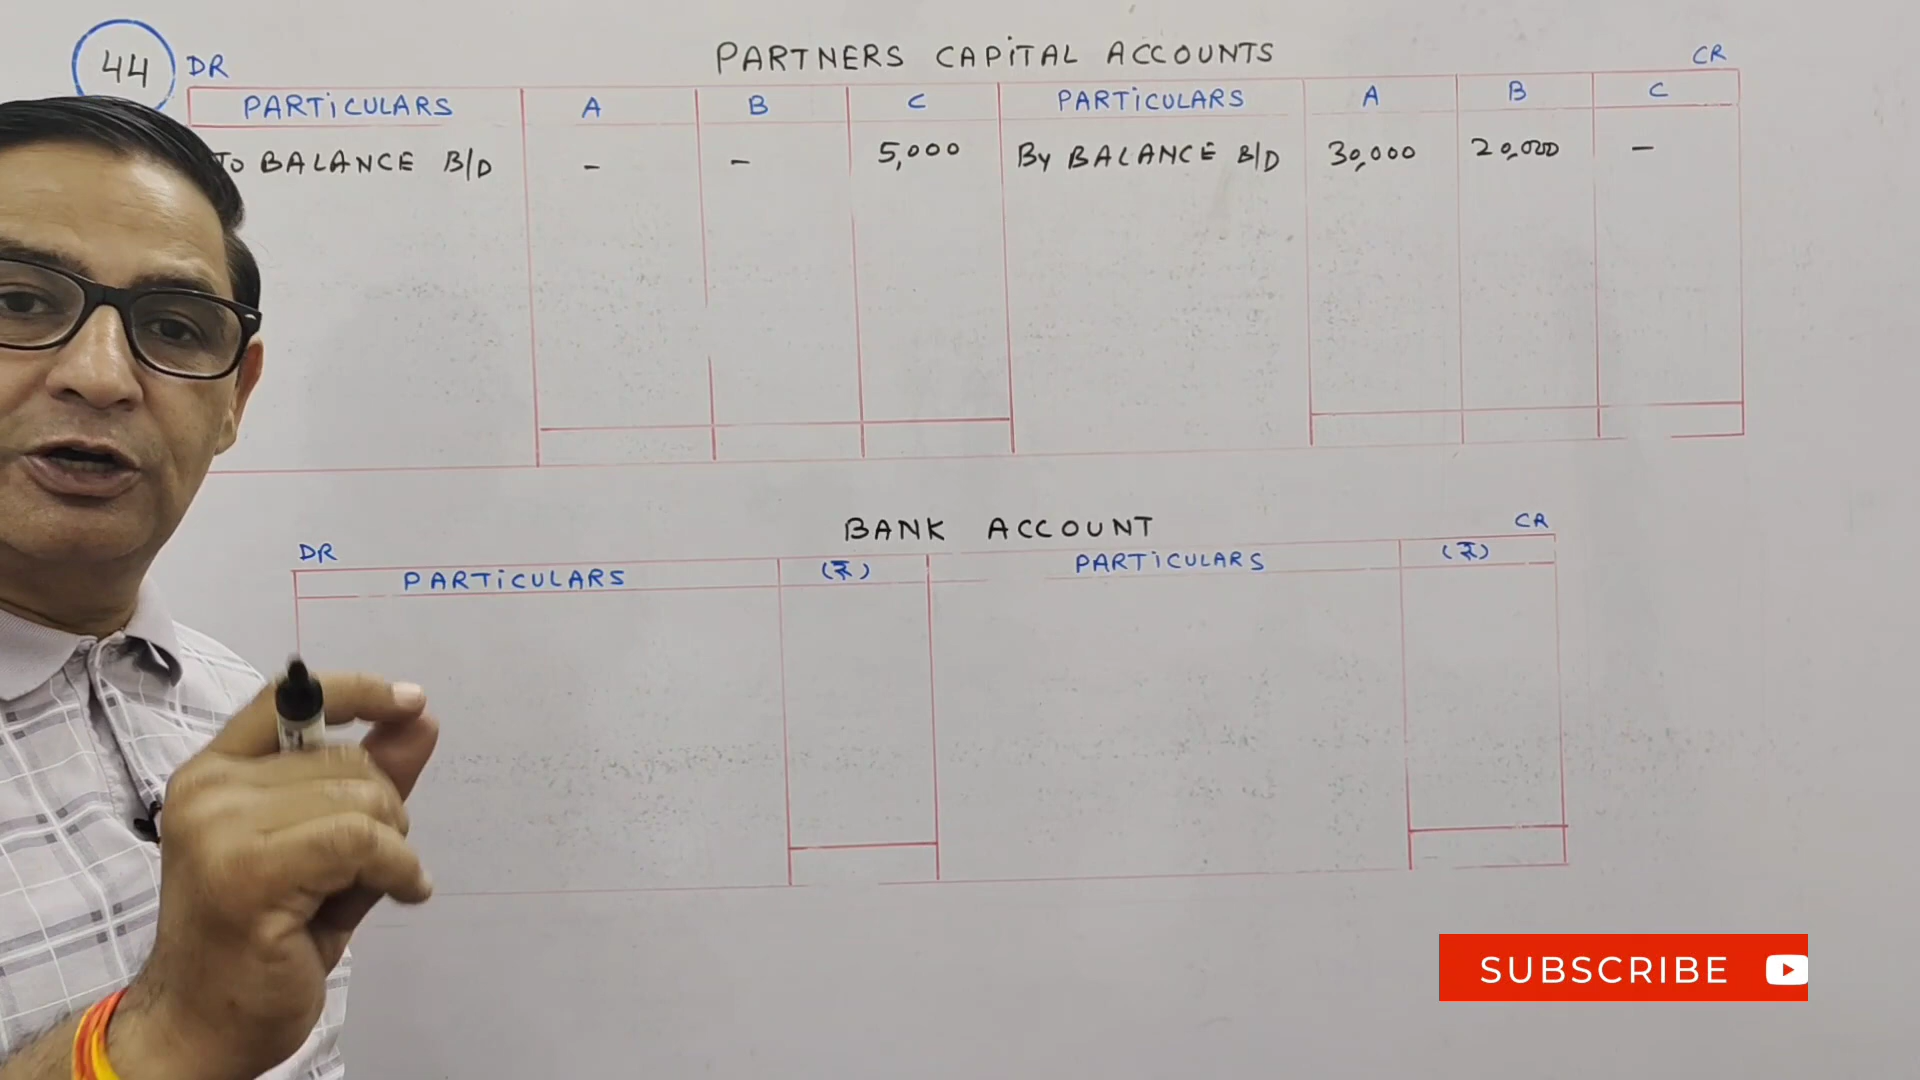 44
DR PARTNERS CAPITAL ACCOUNTS CR
PARTICULARS A B C PARTICULARS A B C
TO BALANCE B/D - - 5,000 By BALANCE B/D 30,000 20,000 -
BANK ACCOUNT
DR CR
PARTICULARS (₹) PARTICULARS (₹)
SUBSCRIBE